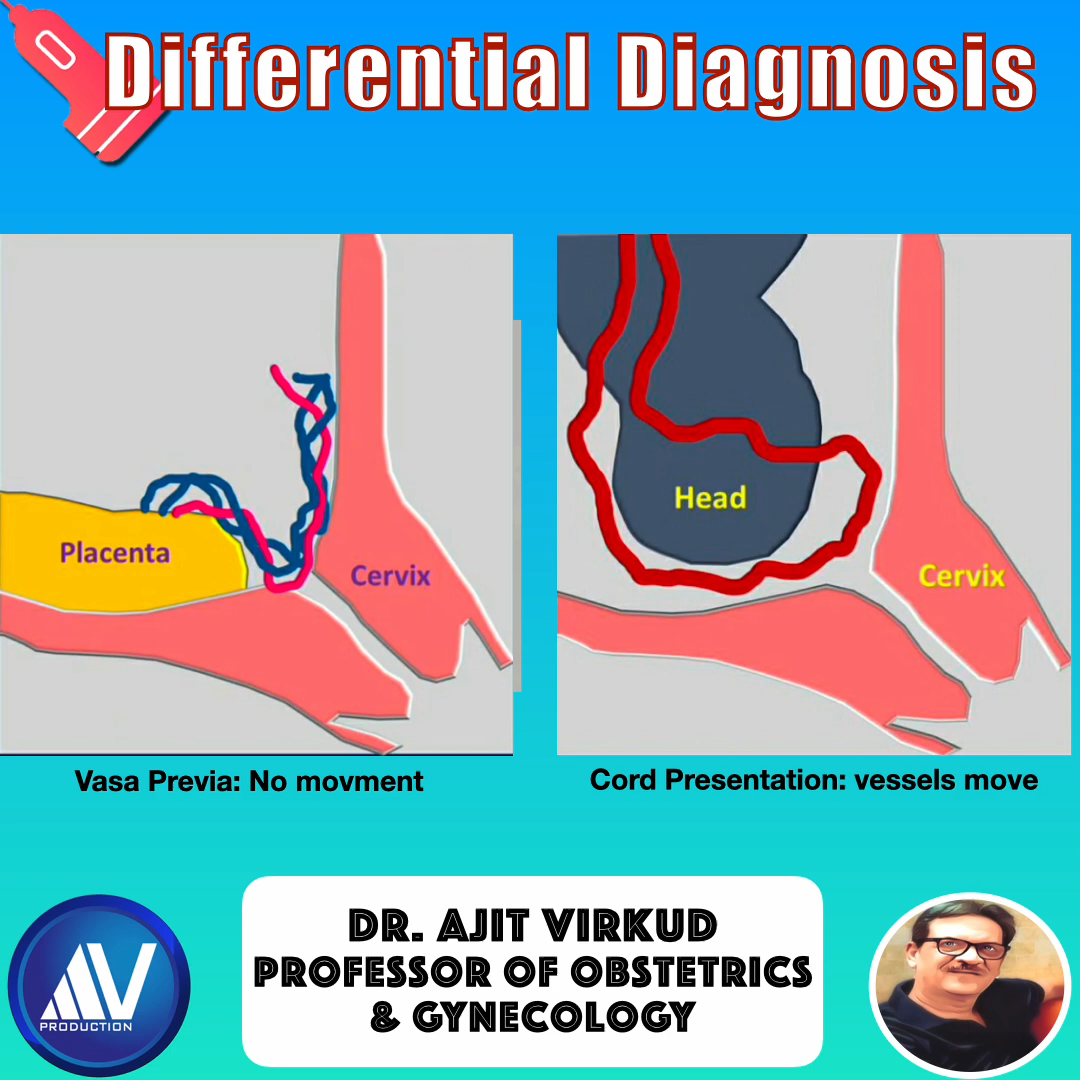 Differential Diagnosis
Placenta
Cervix
Head
Cervix
Vasa Previa: No movment
Cord Presentation: vessels move
DR. AJIT VIRKUD
PROFESSOR OF OBSTETRICS
& GYNECOLOGY
AV
PRODUCTION